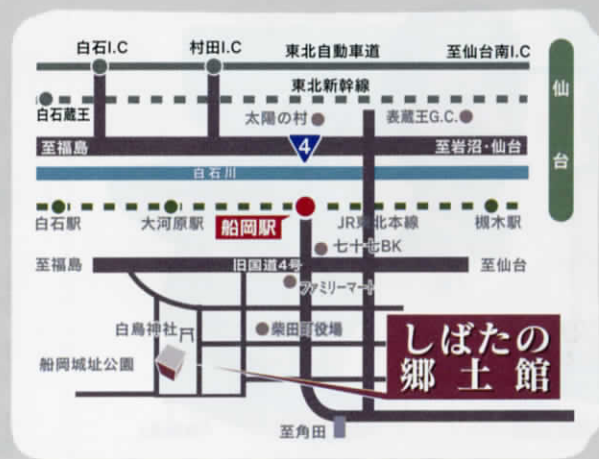 白石I.C
村田I.C
東北自動車道
至仙台南I.C
東北新幹線
白石蔵王
太陽の村
表蔵王G.C.
仙台
至福島
4
至岩沼・仙台
白石川
白石駅
大河原駅
船岡駅
JR東北本線
槻木駅
七十七BK
至福島
旧国道4号
至仙台
ファミリーマート
白鳥神社
柴田町役場
船岡城址公園
しばたの
郷土館
至角田